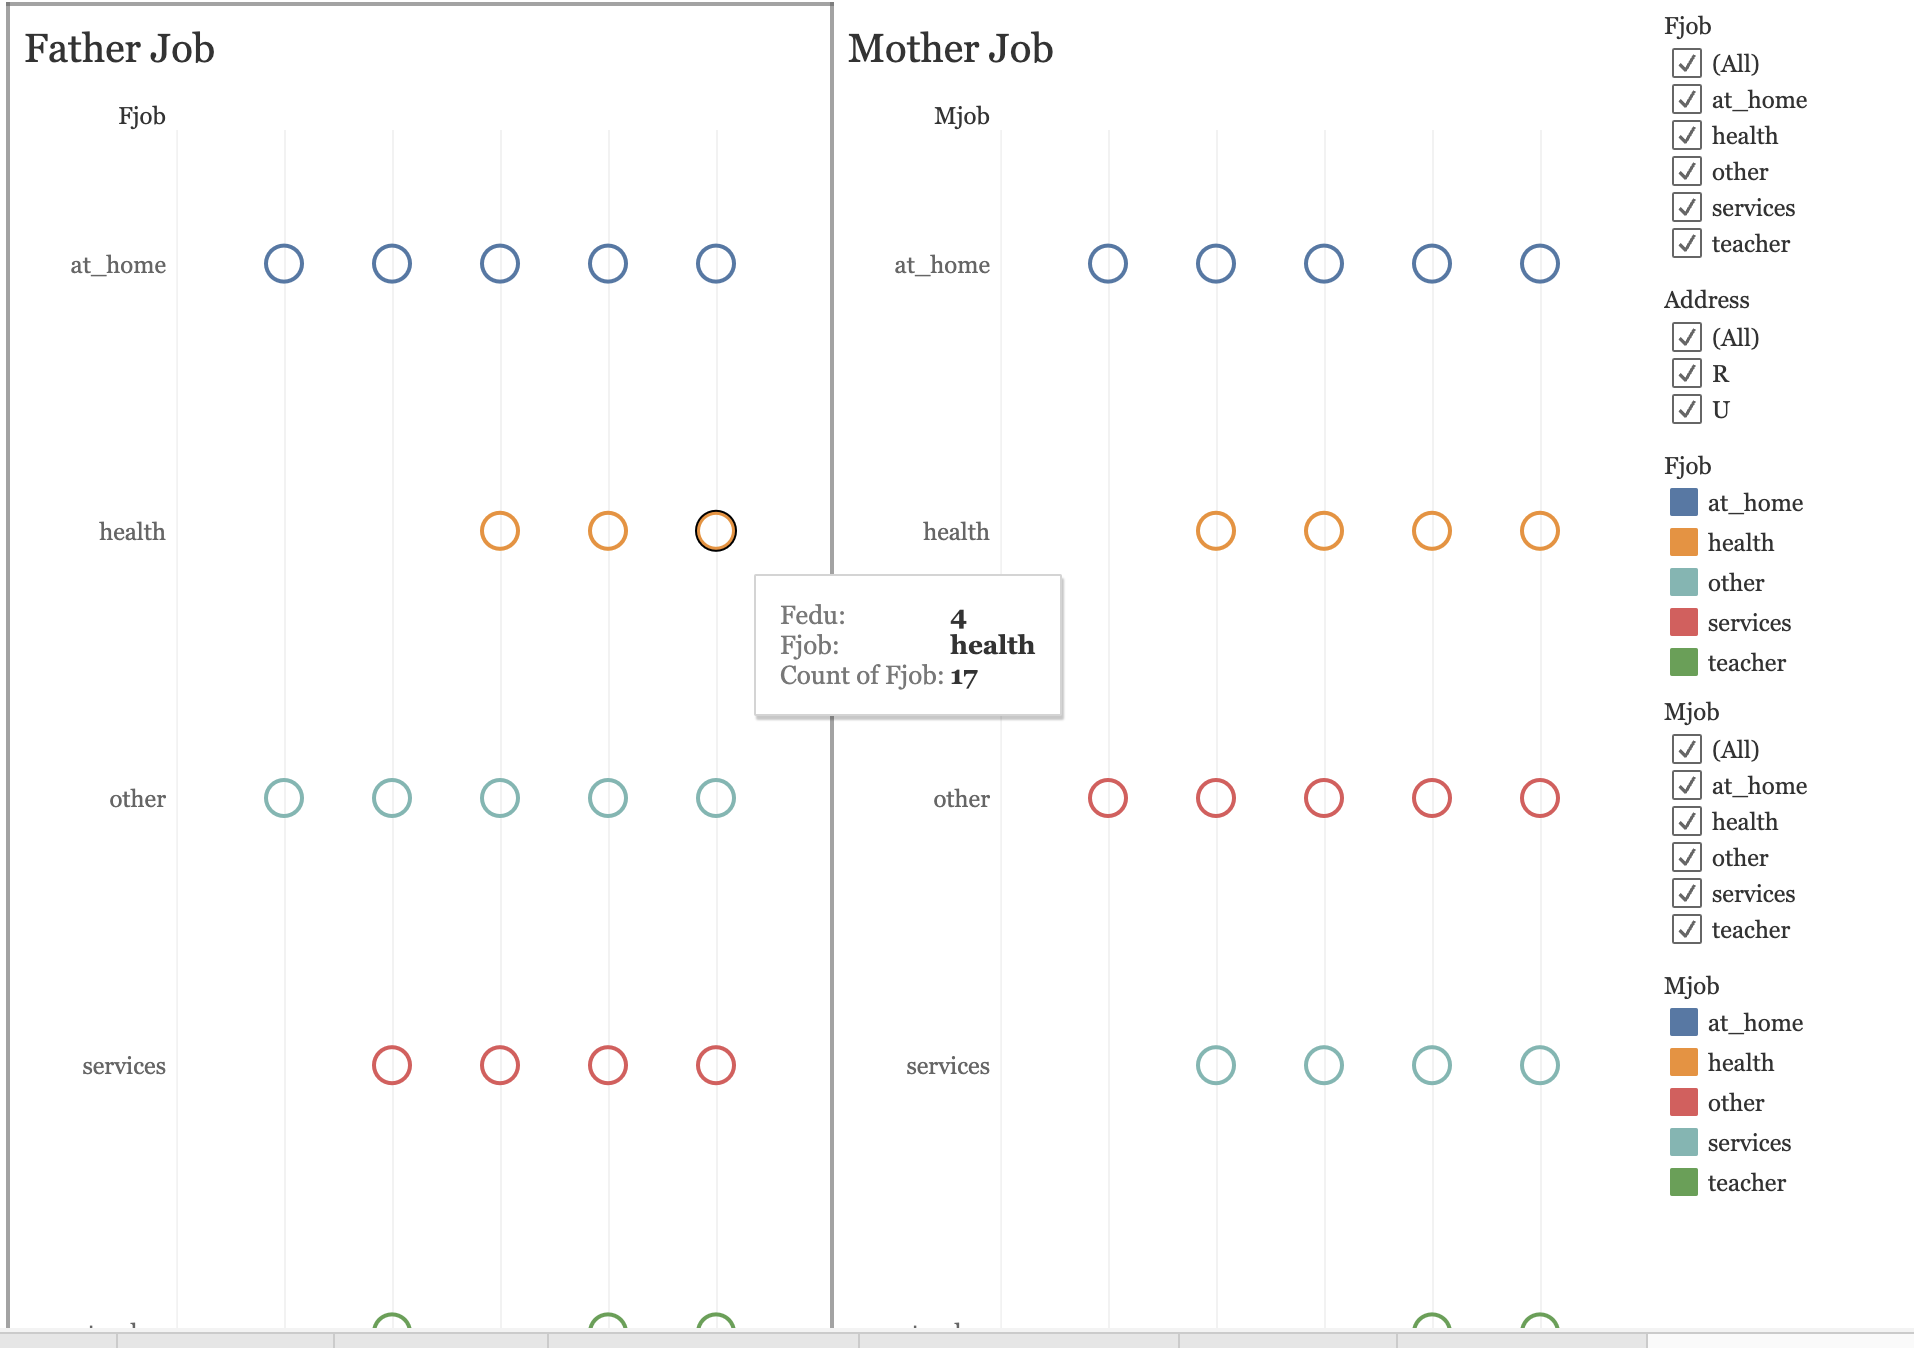 Father Job
Fjob
at_home
health
other
services
Mother Job
Mjob
at_home
health
other
services
Fedu: 4
Fjob: health
Count of Fjob: 17
Fjob
(All)
at_home
health
other
services
teacher
Address
(All)
R
U
Fjob
at_home
health
other
services
teacher
Mjob
(All)
at_home
health
other
services
teacher
Mjob
at_home
health
other
services
teacher